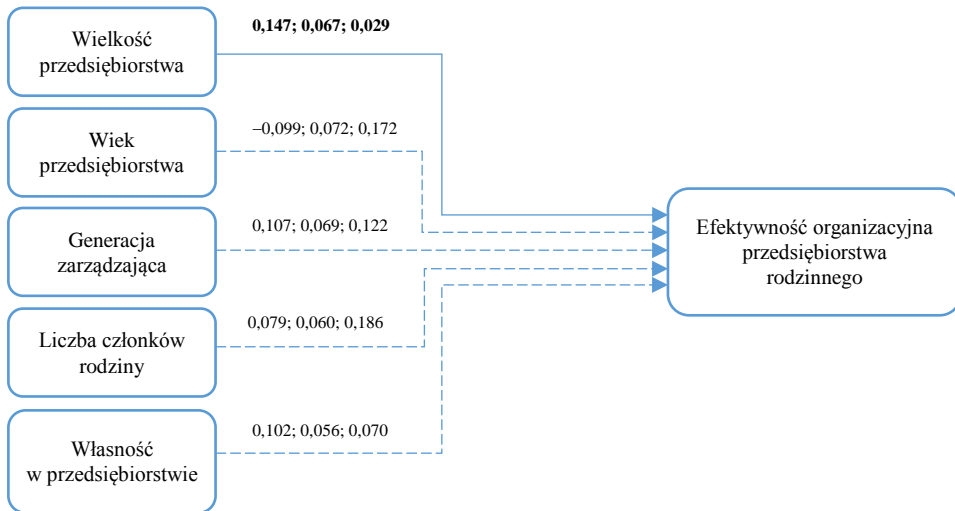 Wielkość
przedsiębiorstwa
0,147; 0,067; 0,029
Wiek
przedsiębiorstwa
–0,099; 0,072; 0,172
Generacja
zarządzająca
0,107; 0,069; 0,122
Liczba członków
rodziny
0,079; 0,060; 0,186
Własność
w przedsiębiorstwie
0,102; 0,056; 0,070
Efektywność organizacyjna
przedsiębiorstwa
rodzinnego